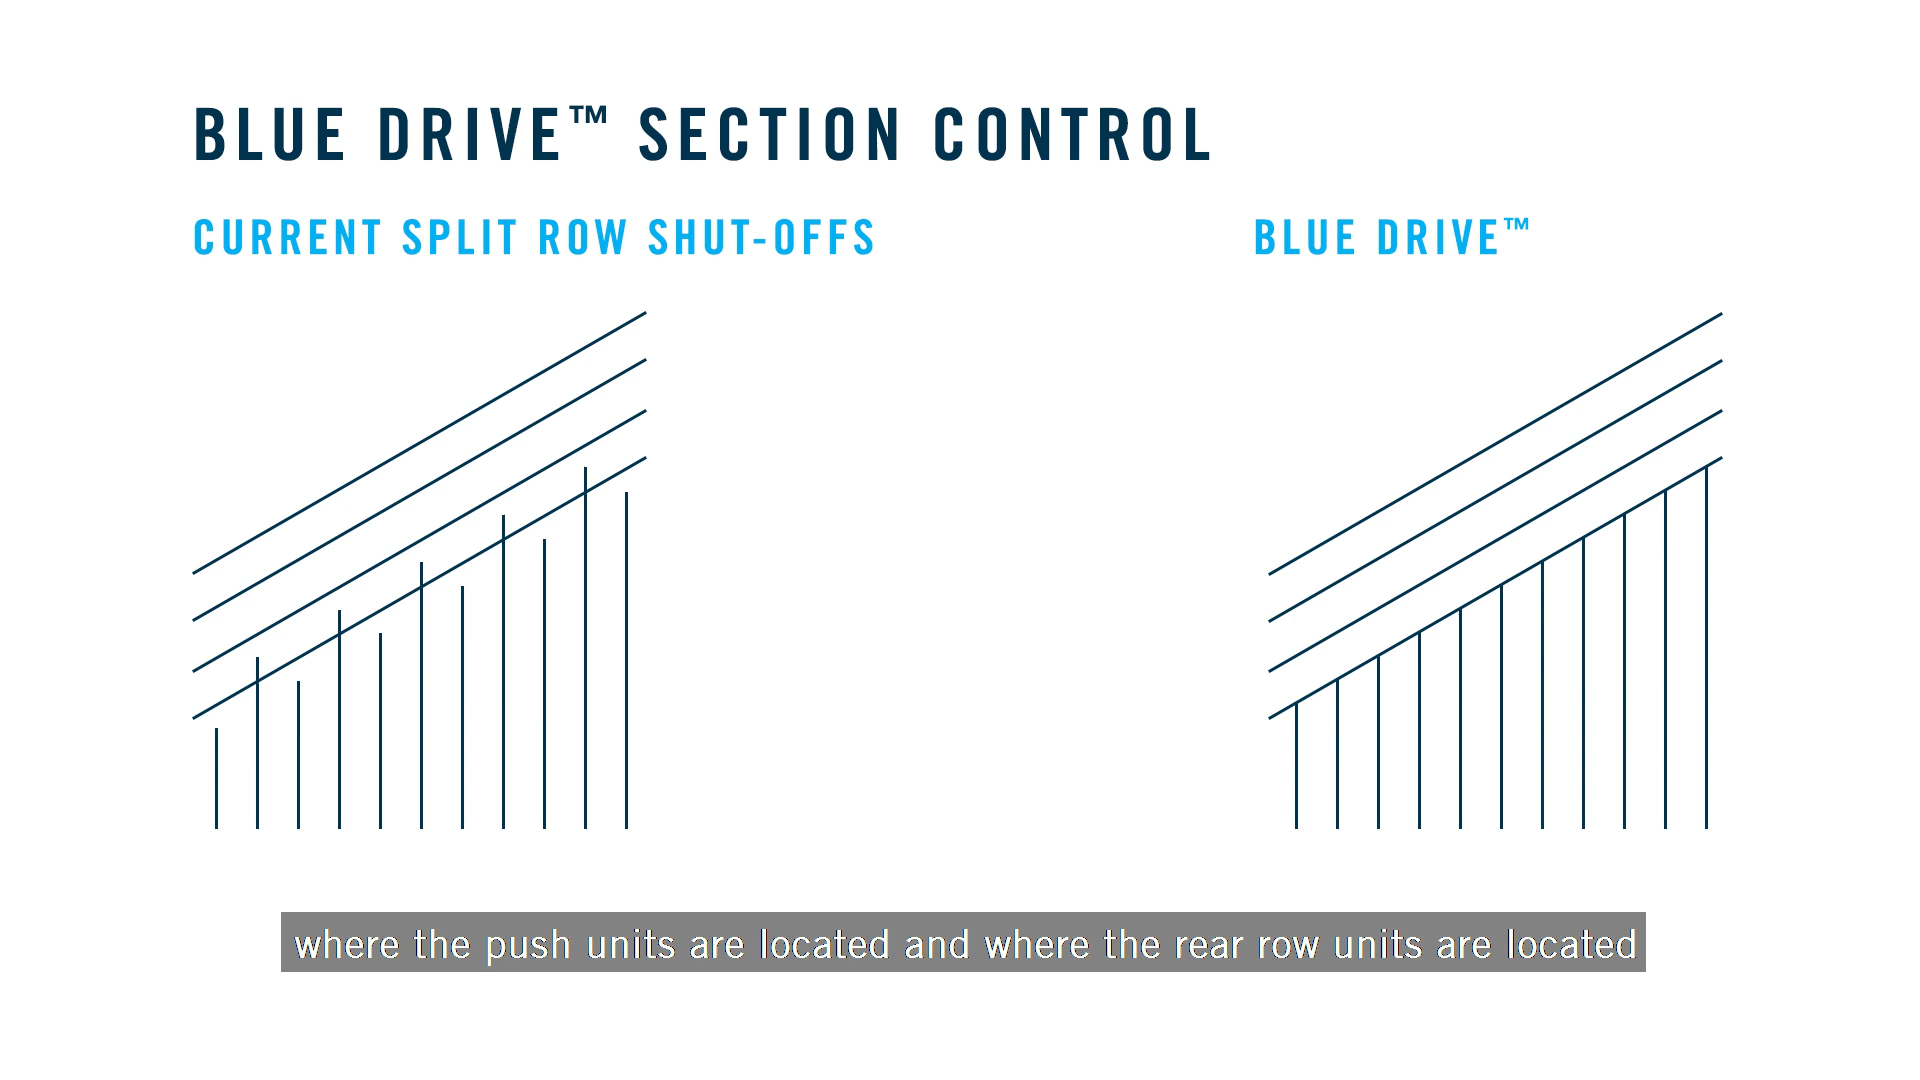 BLUE DRIVE™ SECTION CONTROL
CURRENT SPLIT ROW SHUT-OFFS
BLUE DRIVE™
where the push units are located and where the rear row units are located